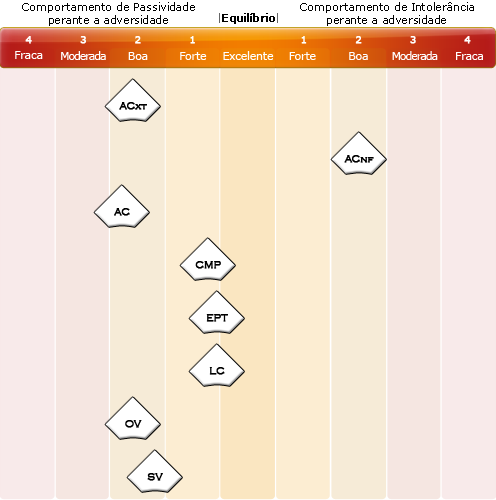 Comportamento de Passividade
perante a adversidade
|Equilíbrio|
Comportamento de Intolerância
perante a adversidade
4 3 2 1 1 2 3 4
Fraca Moderada Boa Forte Excelente Forte Boa Moderada Fraca
ACXT
ACNF
AC
CMP
EPT
LC
OV
SV